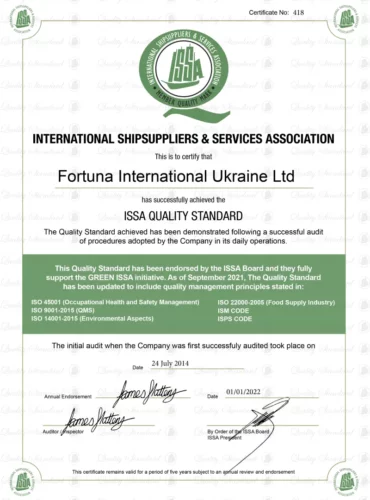 Certificate No: 418
INTERNATIONAL SHIPSUPPLIERS & SERVICES ASSOCIATION
ISSA
MEMBER QUALITY MARK
INTERNATIONAL SHIPSUPPLIERS & SERVICES ASSOCIATION
This is to certify that
Fortuna International Ukraine Ltd
has successfully achieved the
ISSA QUALITY STANDARD
The Quality Standard achieved has been demonstrated following a successful audit
of procedures adopted by the Company in its daily operations.
This Quality Standard has been endorsed by the ISSA Board and they fully
support the GREEN ISSA initiative. As of September 2021, The Quality Standard
has been updated to include quality management principles stated in:
ISO 45001 (Occupational Health and Safety Management)
ISO 9001-2015 (QMS)
ISO 14001-2015 (Environmental Aspects)
ISO 22000-2005 (Food Supply Industry)
ISM CODE
ISPS CODE
The initial audit when the Company was first successfully audited took place on
Date 24 July 2014
Annual Endorsement
Date 01/01/2022
Auditor / Inspector
By Order of the ISSA Board
ISSA President
This certificate remains valid for a period of five years subject to an annual review and endorsement